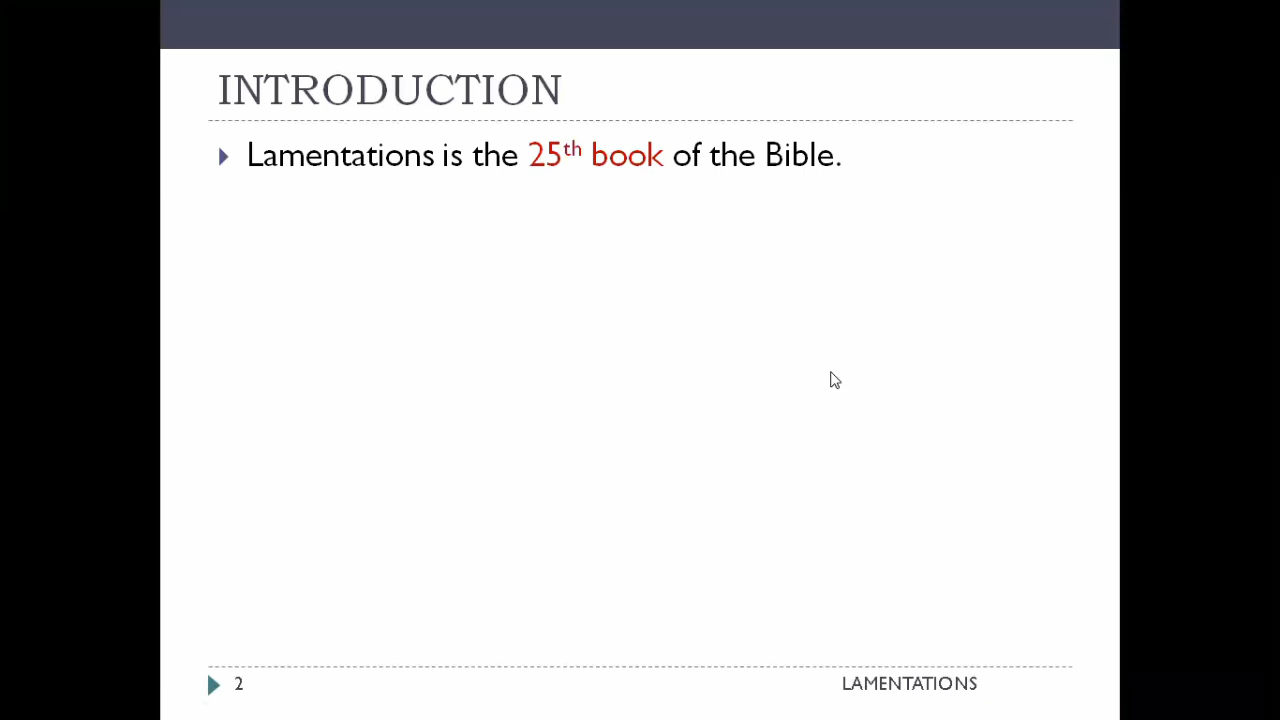 INTRODUCTION
Lamentations is the 25th book of the Bible.
2
LAMENTATIONS